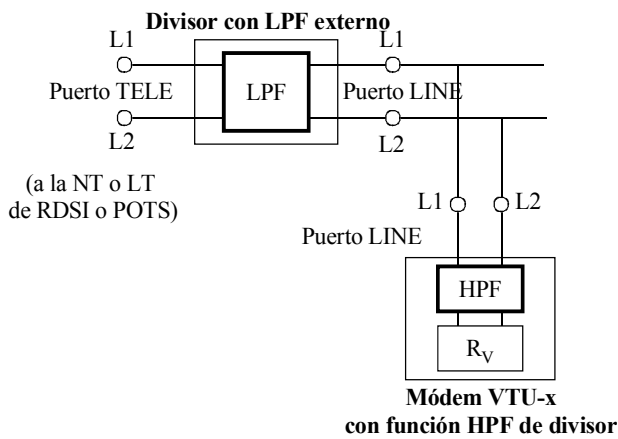 Divisor con LPF externo
L1
L1
Puerto TELE
LPF
Puerto LINE
L2
L2
(a la NT o LT
de RDSI o POTS)
L1
L2
Puerto LINE
HPF
RV
Módem VTU-x
con función HPF de divisor